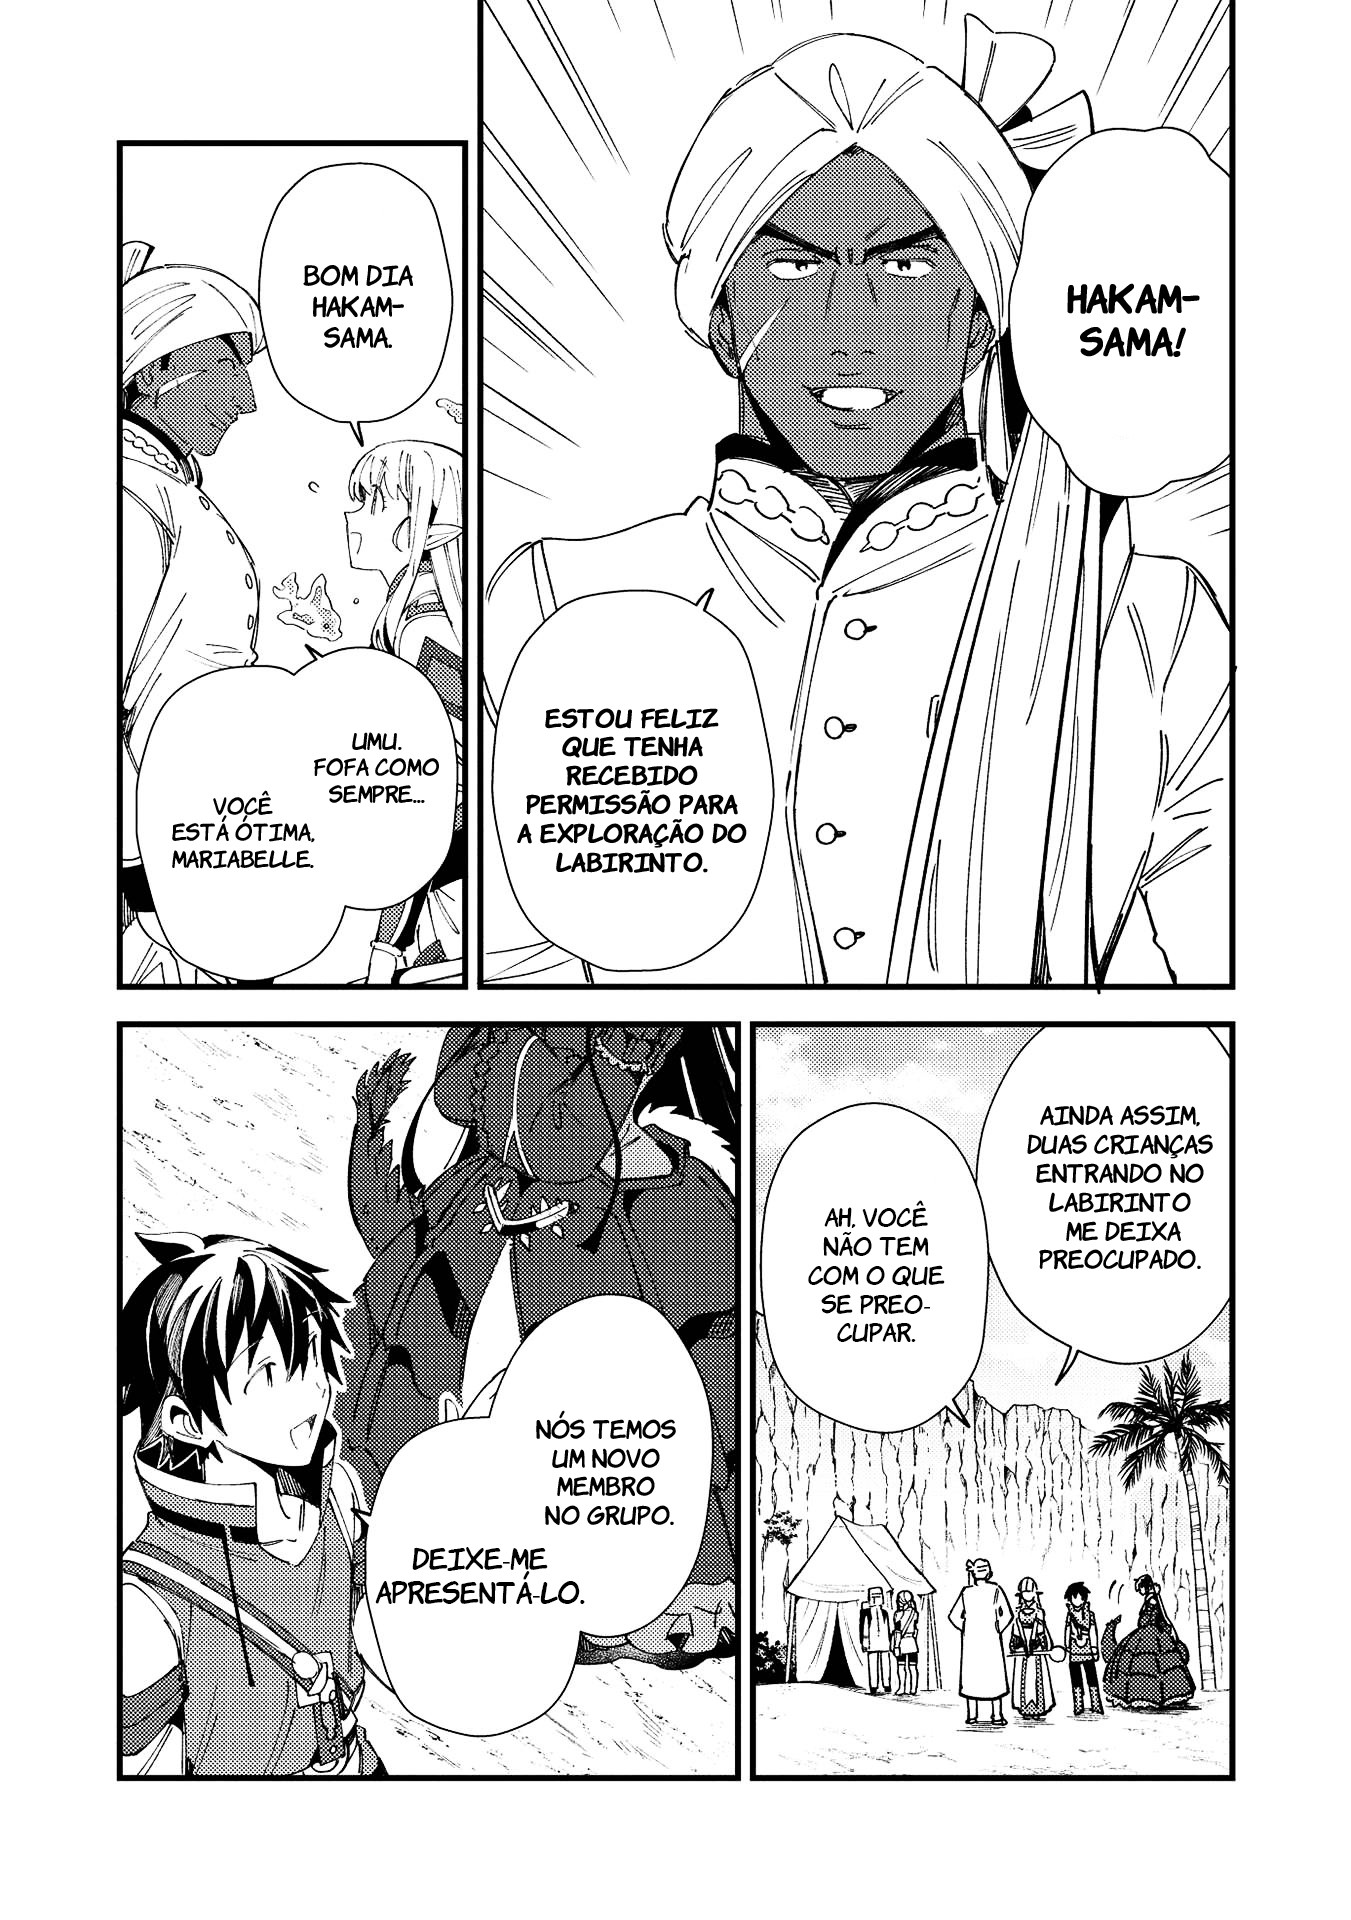 HAKAM-
SAMA!
ESTOU FELIZ
QUE TENHA
RECEBIDO
PERMISSÃO PARA
A EXPLORAÇÃO DO
LABIRINTO.
BOM DIA
HAKAM-
SAMA.
UMU.
FOFA COMO
SEMPRE...
VOCÊ
ESTÁ ÓTIMA,
MARIABELLE.
AINDA ASSIM,
DUAS CRIANÇAS
ENTRANDO NO
LABIRINTO
ME DEIXA
PREOCUPADO.
AH, VOCÊ
NÃO TEM
COM O QUE
SE PREO-
CUPAR.
NÓS TEMOS
UM NOVO
MEMBRO
NO GRUPO.
DEIXE-ME
APRESENTÁ-LO.